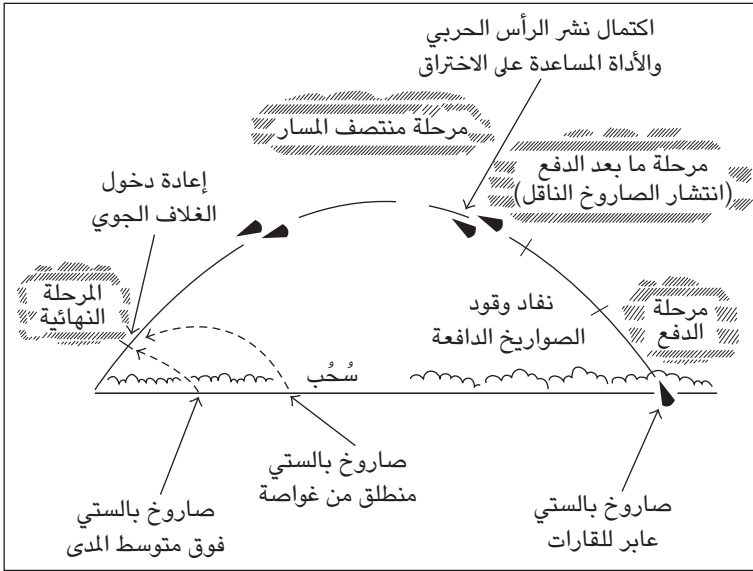 اكتمال نشر الرأس الحربي
والأداة المساعدة على الاختراق
مرحلة منتصف المسار
مرحلة ما بعد الدفع
(انتشار الصاروخ الناقل)
إعادة دخول
الغلاف الجوي
مرحلة
الدفع
نفاد وقود
الصواريخ الدافعة
المرحلة
النهائية
سُحُب
صاروخ بالستي
عابر للقارات
صاروخ بالستي
منطلق من غواصة
صاروخ بالستي
فوق متوسط المدى